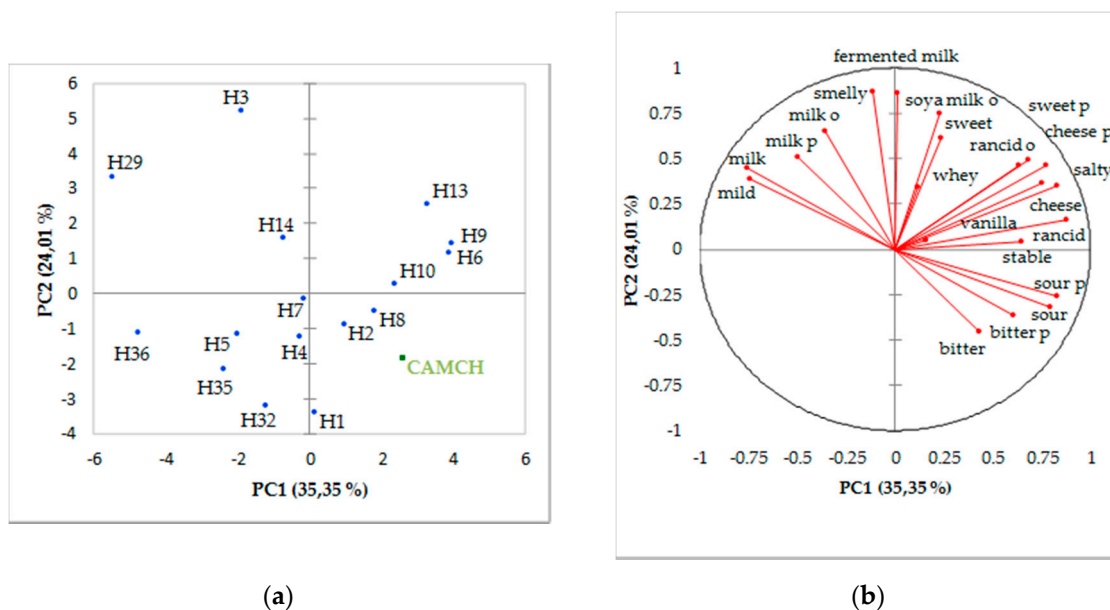 6
5
4
3
2
1
0
-1
-2
-3
-4
PC2 (24,01 %)
H3
H29
H13
H14
H9
H6
H10
H7
H8
H2
H36
H5
H4
CAMCH
H35
H32
H1
-6 -4 -2 0 2 4 6
PC1 (35,35 %)
(a)
fermented milk
1
0.75
0.5
0.25
0
-0.25
-0.5
-0.75
-1
PC2 (24,01 %)
smelly
soya milk o
sweet p
milk o
sweet
cheese p
milk p
rancid o
milk
whey
salty
mild
cheese
vanilla
rancid
stable
sour p
sour
bitter p
bitter
-1 -0.75 -0.5 -0.25 0 0.25 0.5 0.75 1
PC1 (35,35 %)
(b)